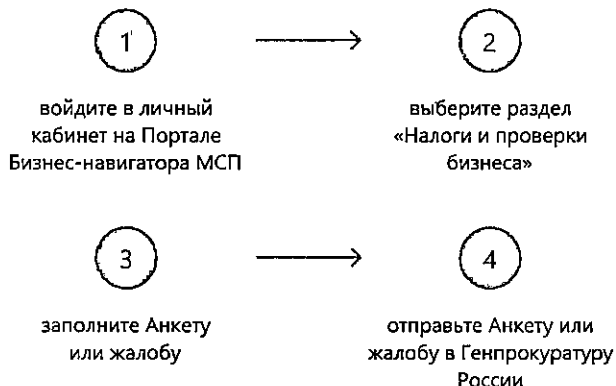 1
2
войдите в личный
кабинет на Портале
Бизнес-навигатора МСП
выберите раздел
«Налоги и проверки
бизнеса»
3
4
заполните Анкету
или жалобу
отправьте Анкету или
жалобу в Генпрокуратуру
России